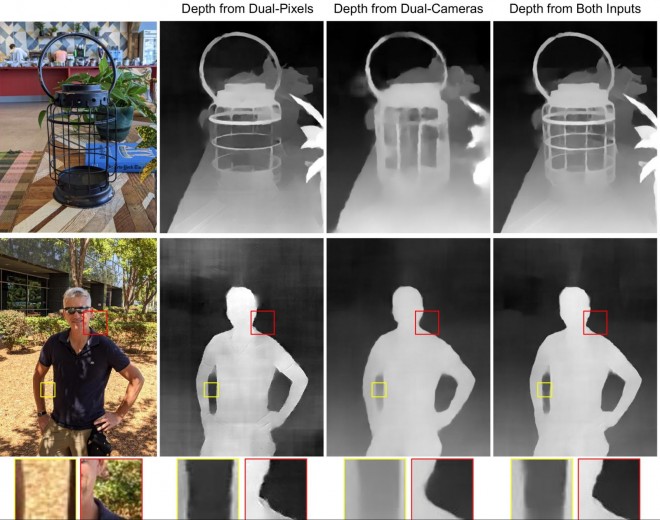 Depth from Dual-Pixels
Depth from Dual-Cameras
Depth from Both Inputs